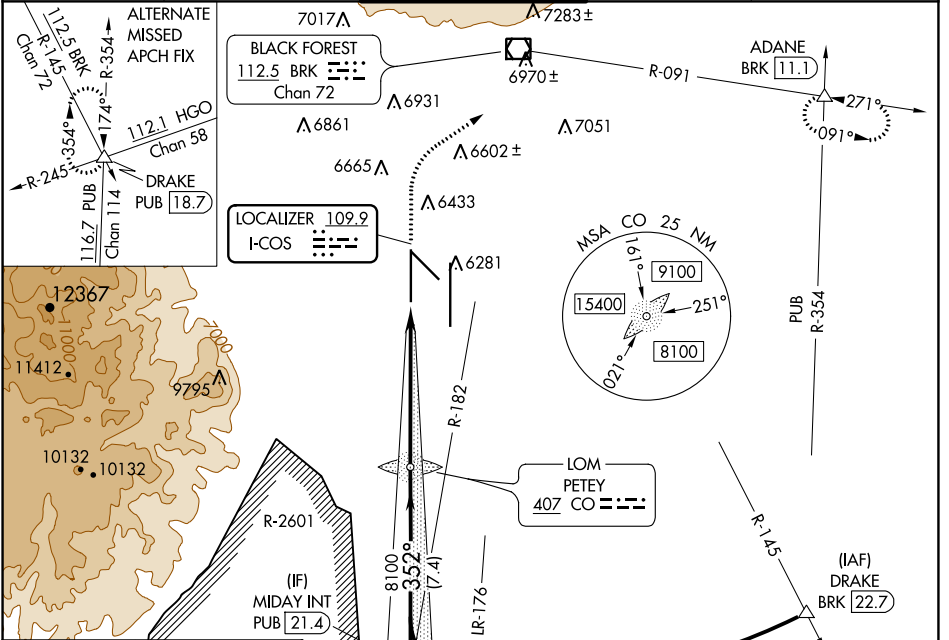 ALTERNATE
MISSED
APCH FIX
112.5 BRK
R-145
Chan 72
R-354
174°
354°
112.1 HGO
Chan 58
R-245
DRAKE
PUB 18.7
116.7 PUB
Chan 114
7017
7283 ±
BLACK FOREST
112.5 BRK
Chan 72
6970 ±
R-091
ADANE
BRK 11.1
271°
091°
6931
6861
7051
6602 ±
6665
6433
LOCALIZER 109.9
I-COS
6281
MSA CO 25 NM
191°
9100
15400
251°
8100
021°
PUB
R-354
12367
11000
7000
11412
9795
10132
10132
R-182
LOM
PETEY
407 CO
R-2601
8100
352°
(7.4)
(IF)
MIDAY INT
PUB 21.4
LR-176
R-145
(IAF)
DRAKE
BRK 22.7